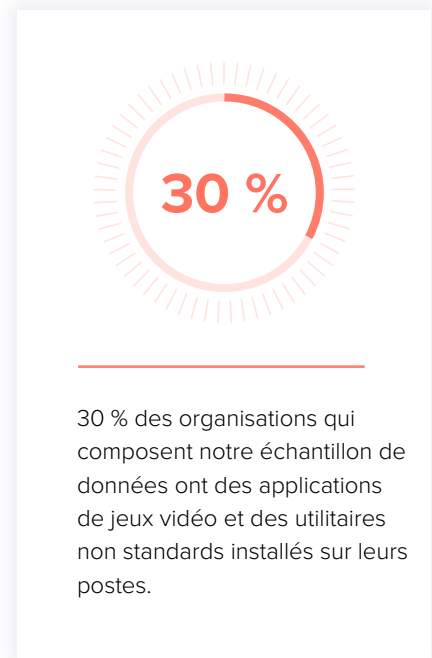 30 %
30 % des organisations qui
composent notre échantillon de
données ont des applications
de jeux vidéo et des utilitaires
non standards installés sur leurs
postes.